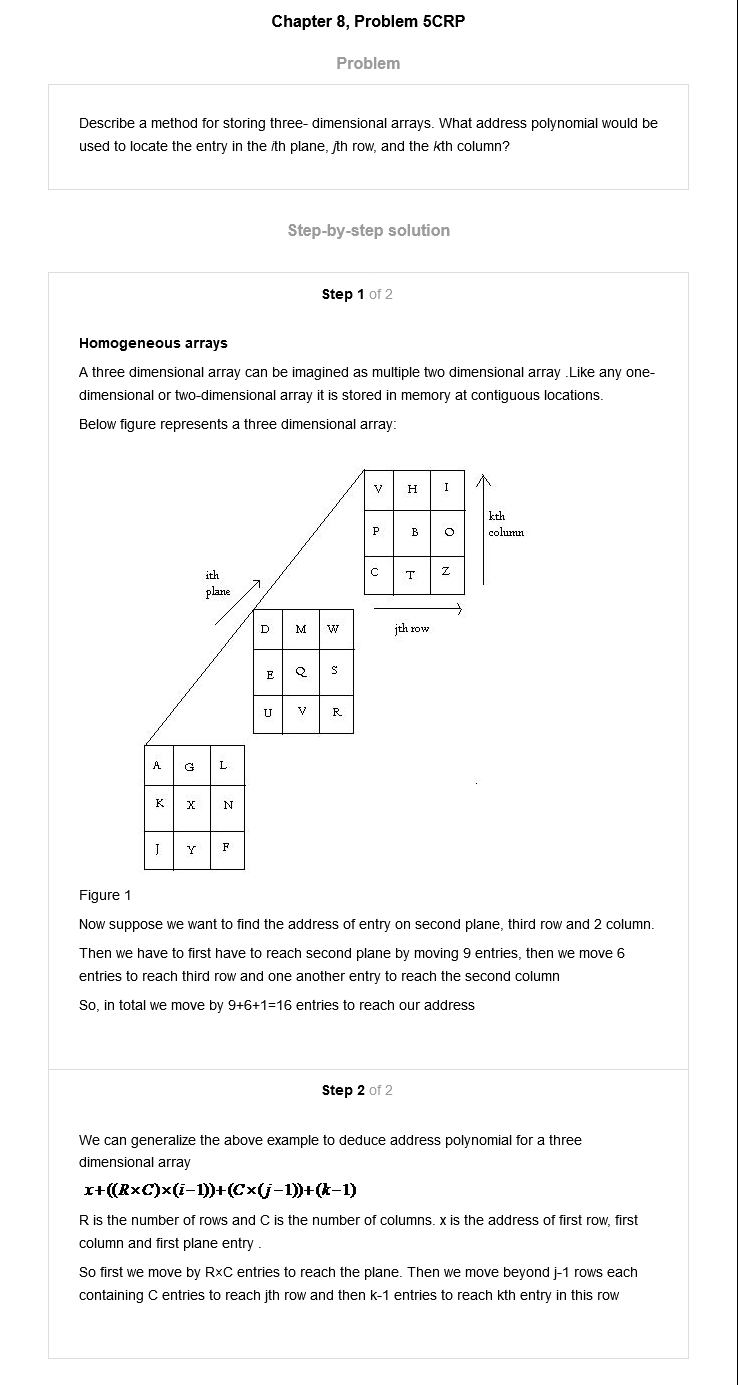 Chapter 8, Problem 5CRP
Problem
Describe a method for storing three- dimensional arrays. What address polynomial would be
used to locate the entry in the ith plane, jth row, and the kth column?
Step-by-step solution
Step 1 of 2
Homogeneous arrays
A three dimensional array can be imagined as multiple two dimensional array .Like any one-
dimensional or two-dimensional array it is stored in memory at contiguous locations.
Below figure represents a three dimensional array:
V H I
kth
P B O column
C T Z
ith
plane
jth row
D M W
E Q S
U V R
A G L
K X N
J Y F
Figure 1
Now suppose we want to find the address of entry on second plane, third row and 2 column.
Then we have to first have to reach second plane by moving 9 entries, then we move 6
entries to reach third row and one another entry to reach the second column
So, in total we move by 9+6+1=16 entries to reach our address
Step 2 of 2
We can generalize the above example to deduce address polynomial for a three
dimensional array
x+((R×C)×(i−1))+(C×(j−1))+(k−1)
R is the number of rows and C is the number of columns. x is the address of first row, first
column and first plane entry .
So first we move by R×C entries to reach the plane. Then we move beyond j-1 rows each
containing C entries to reach jth row and then k-1 entries to reach kth entry in this row